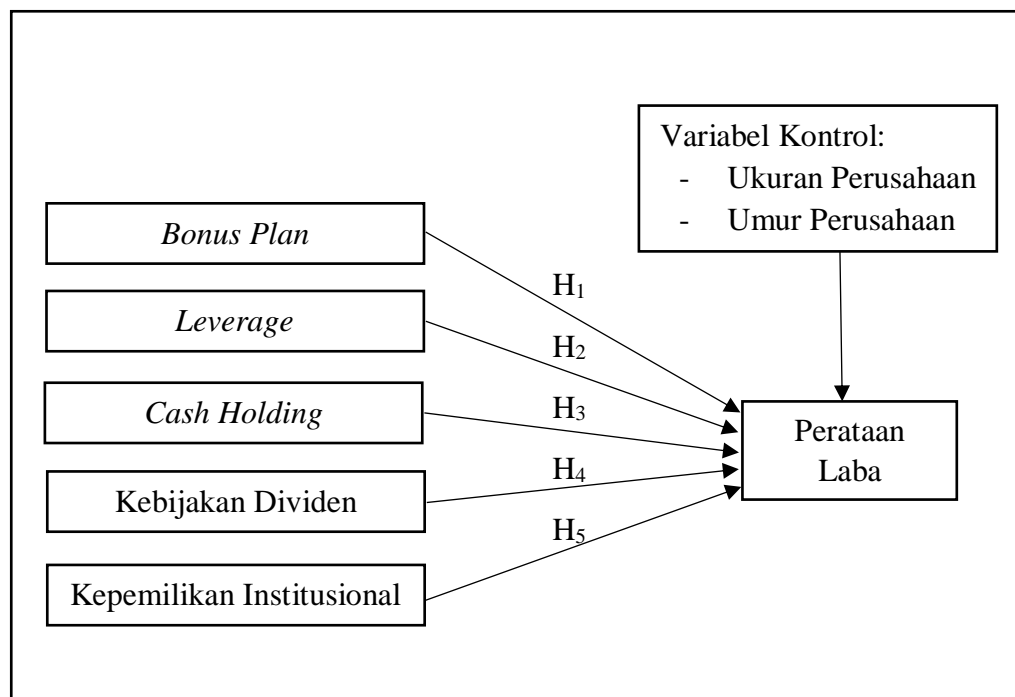 Variabel Kontrol:
- Ukuran Perusahaan
- Umur Perusahaan
Bonus Plan
H1
Leverage
H2
Cash Holding
H3
Perataan
Laba
Kebijakan Dividen
H4
H5
Kepemilikan Institusional